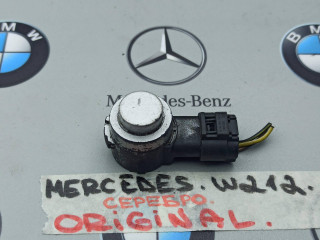 Mercedes-Benz
MERCEDES. W212.
СЕРЕБРО.
ORIGINAL.